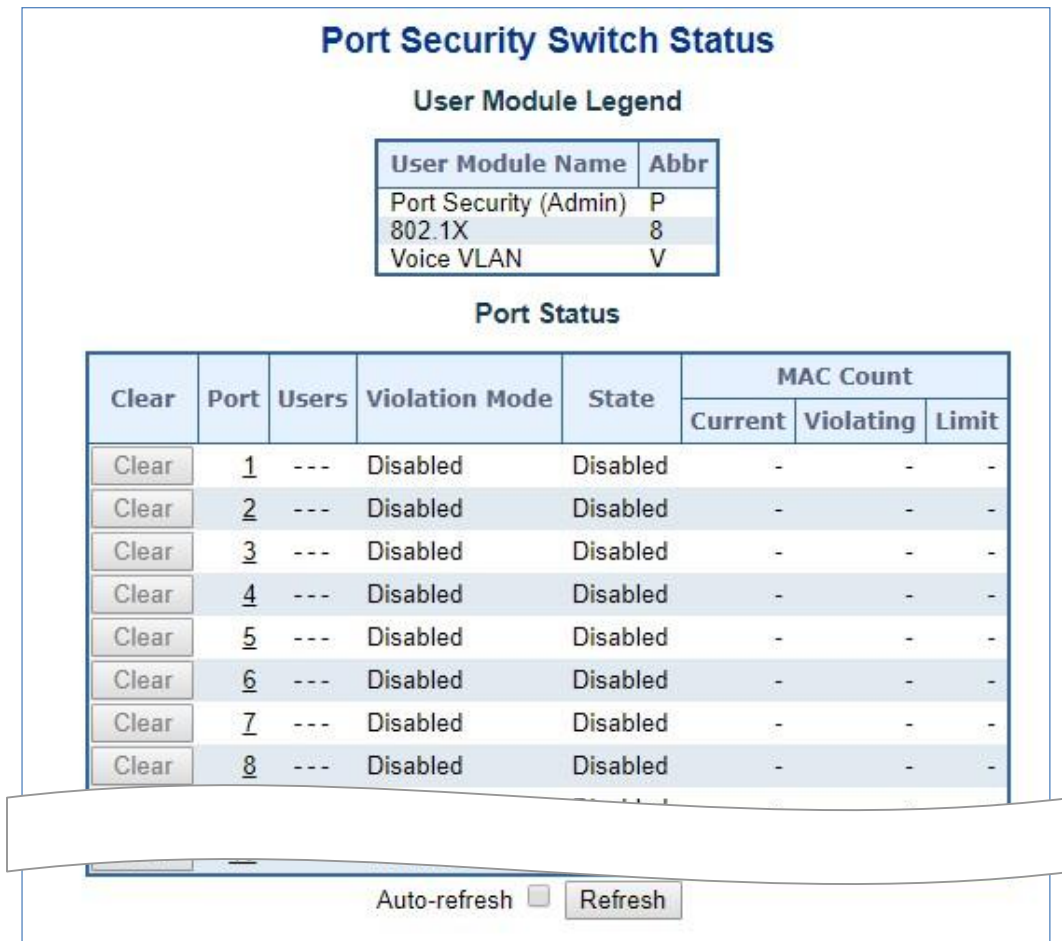 Port Security Switch Status
User Module Legend
User Module Name Abbr
Port Security (Admin) P
802.1X 8
Voice VLAN V
Port Status
Clear Port Users Violation Mode State MAC Count
Current Violating Limit
Clear 1 --- Disabled Disabled - - -
Clear 2 --- Disabled Disabled - - -
Clear 3 --- Disabled Disabled - - -
Clear 4 --- Disabled Disabled - - -
Clear 5 --- Disabled Disabled - - -
Clear 6 --- Disabled Disabled - - -
Clear 7 --- Disabled Disabled - - -
Clear 8 --- Disabled Disabled - - -
Auto-refresh Refresh